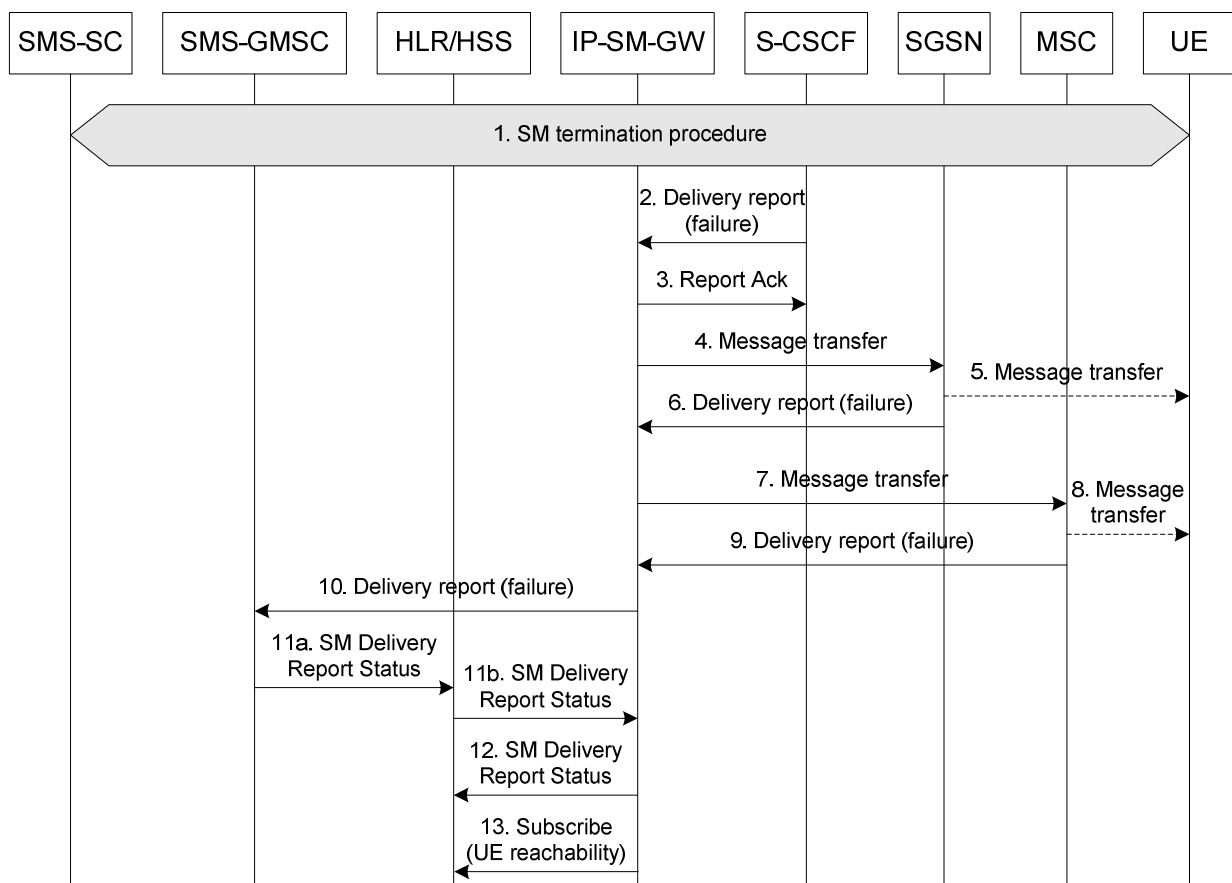 SMS-SC
SMS-GMSC
HLR/HSS
IP-SM-GW
S-CSCF
SGSN
MSC
UE
1. SM termination procedure
2. Delivery report
(failure)
3. Report Ack
4. Message transfer
5. Message transfer
6. Delivery report (failure)
7. Message transfer
8. Message
transfer
9. Delivery report (failure)
10. Delivery report (failure)
11a. SM Delivery
Report Status
11b. SM Delivery
Report Status
12. SM Delivery
Report Status
13. Subscribe
(UE reachability)